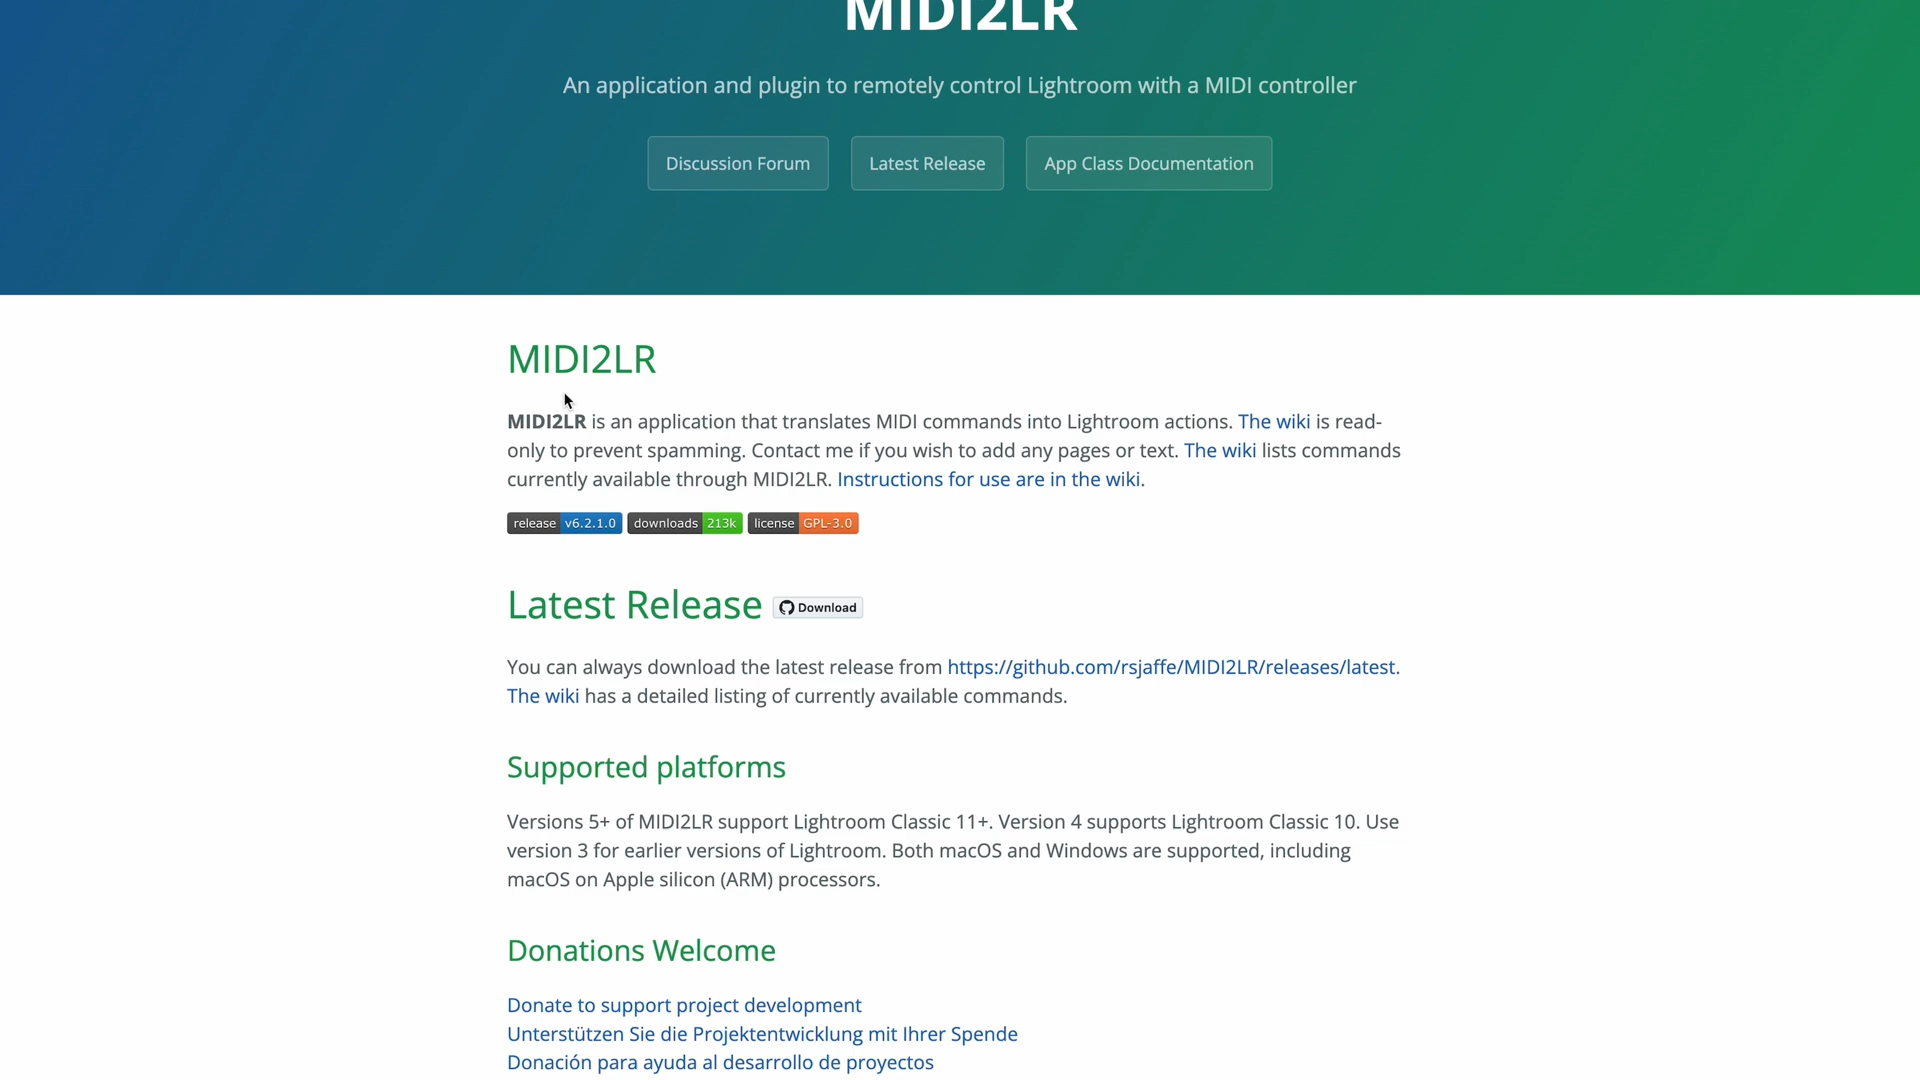 MIDI2LR
An application and plugin to remotely control Lightroom with a MIDI controller
Discussion Forum
Latest Release
App Class Documentation
MIDI2LR
MIDI2LR is an application that translates MIDI commands into Lightroom actions. The wiki is read-
only to prevent spamming. Contact me if you wish to add any pages or text. The wiki lists commands
currently available through MIDI2LR. Instructions for use are in the wiki.
release v6.2.1.0 downloads 213k license GPL-3.0
Latest Release Download
You can always download the latest release from https://github.com/rsjaffe/MIDI2LR/releases/latest.
The wiki has a detailed listing of currently available commands.
Supported platforms
Versions 5+ of MIDI2LR support Lightroom Classic 11+. Version 4 supports Lightroom Classic 10. Use
version 3 for earlier versions of Lightroom. Both macOS and Windows are supported, including
macOS on Apple silicon (ARM) processors.
Donations Welcome
Donate to support project development
Unterstützen Sie die Projektentwicklung mit Ihrer Spende
Donación para ayuda al desarrollo de proyectos